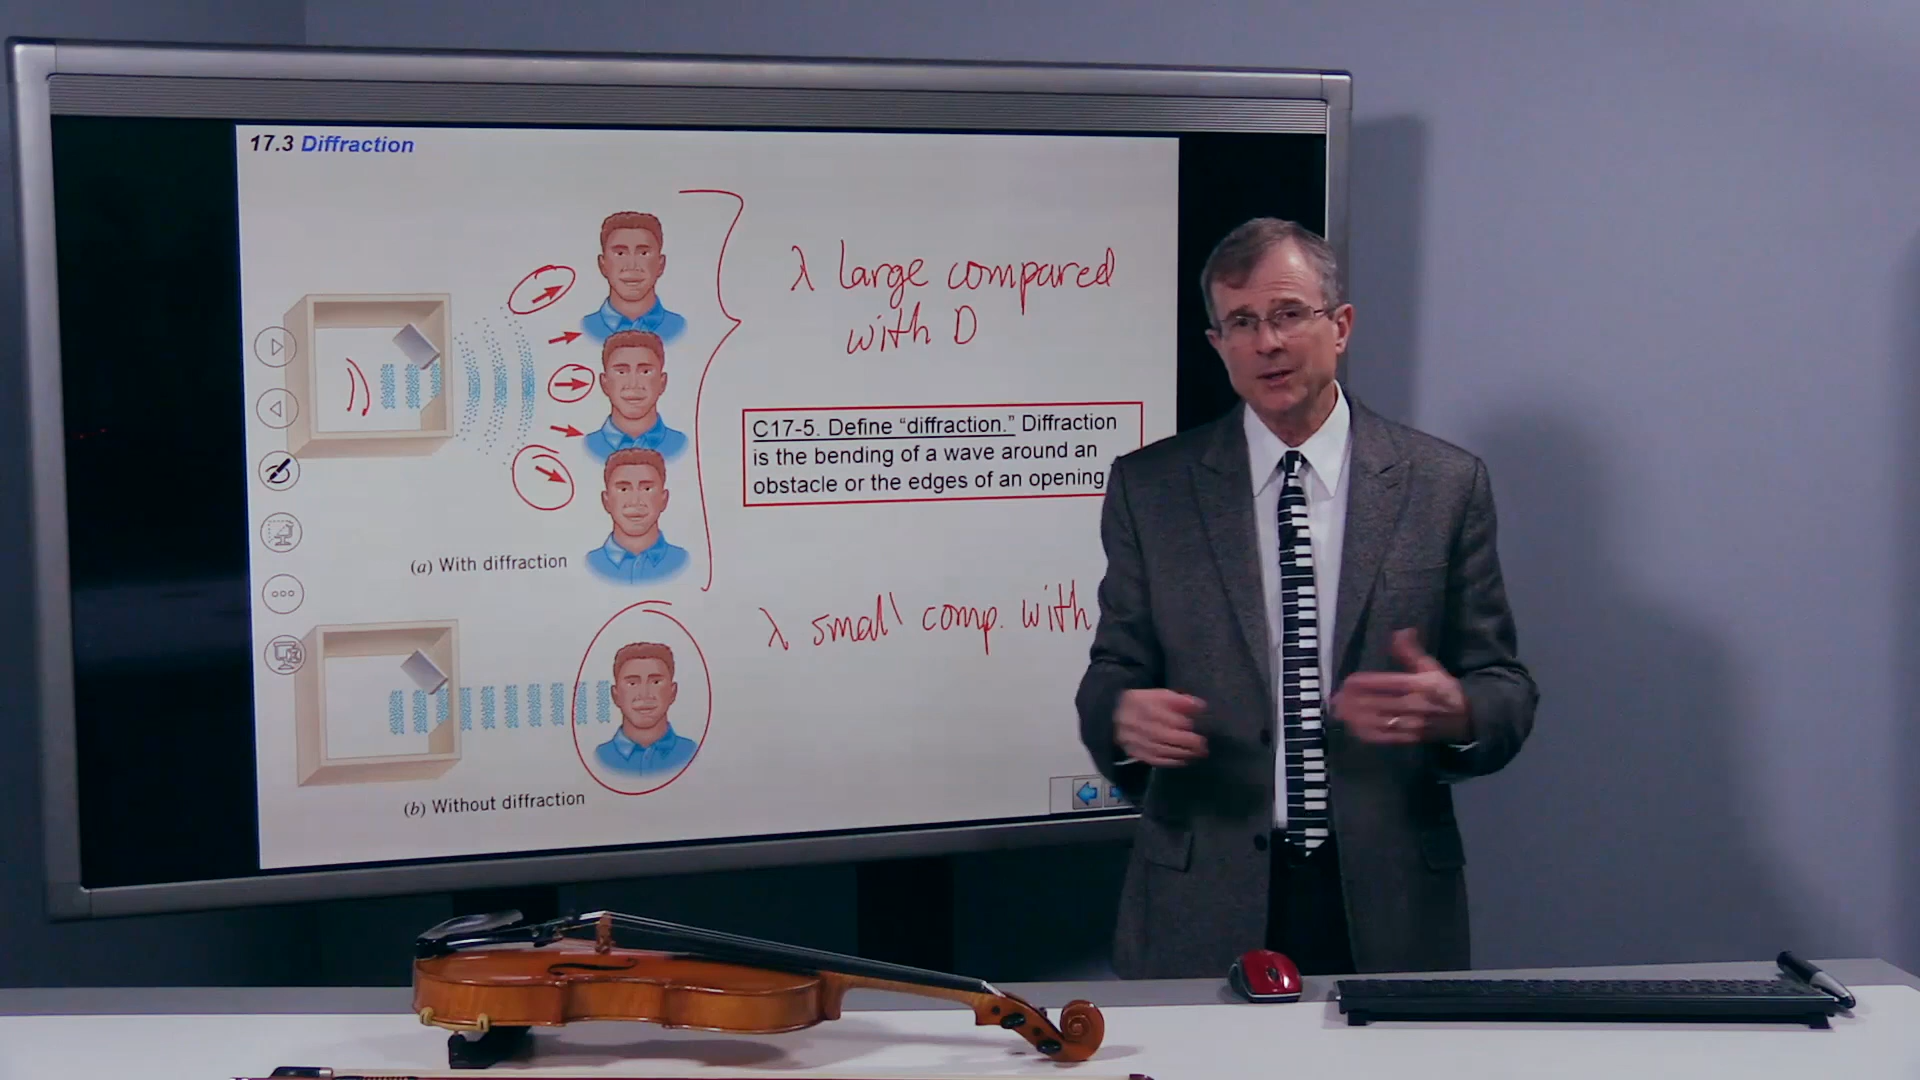 17.3 Diffraction
λ large compared
with D
C17-5. Define “diffraction.” Diffraction
is the bending of a wave around an
obstacle or the edges of an opening
(a) With diffraction
λ small comp. with
(b) Without diffraction